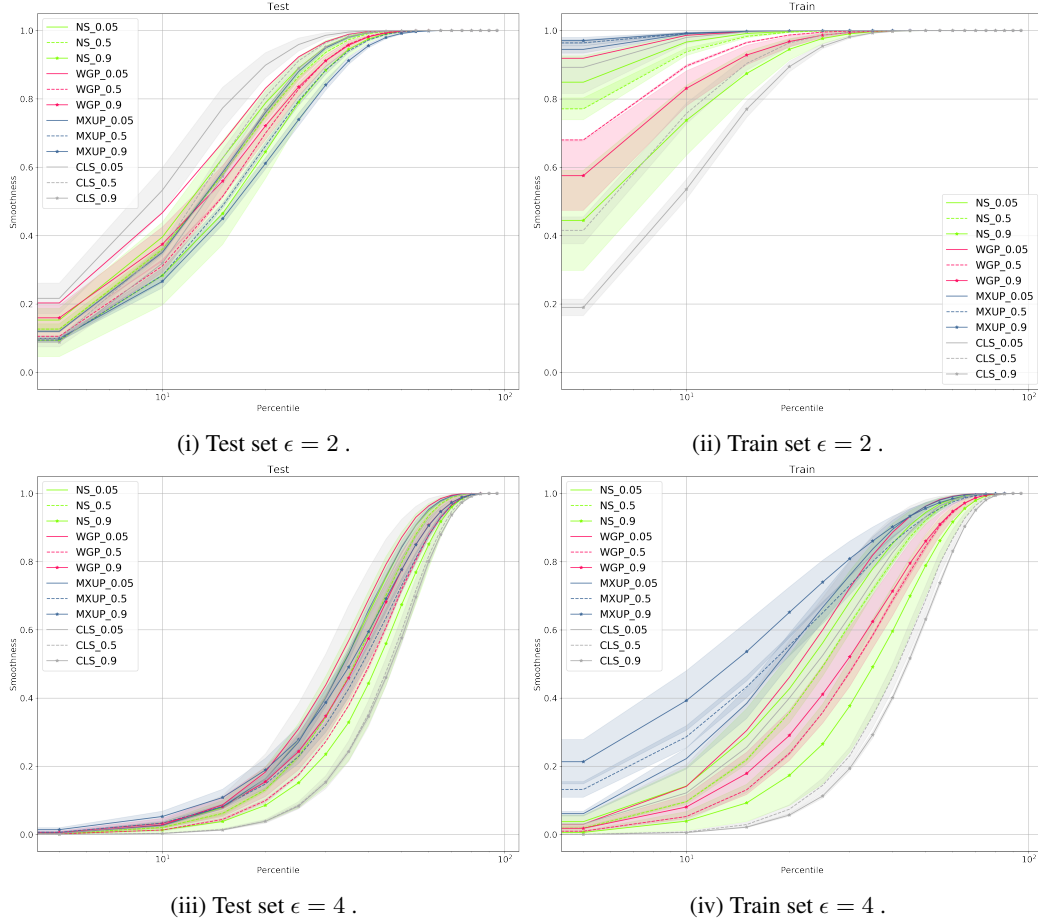 Test
1.0
0.8
0.6
0.4
0.2
0.0
Smoothness
NS_0.05
NS_0.5
NS_0.9
WGP_0.05
WGP_0.5
WGP_0.9
MXUP_0.05
MXUP_0.5
MXUP_0.9
CLS_0.05
CLS_0.5
CLS_0.9
10¹
10²
Percentile
(i) Test set ϵ = 2 .
Train
1.0
0.8
0.6
0.4
0.2
0.0
Smoothness
NS_0.05
NS_0.5
NS_0.9
WGP_0.05
WGP_0.5
WGP_0.9
MXUP_0.05
MXUP_0.5
MXUP_0.9
CLS_0.05
CLS_0.5
CLS_0.9
10¹
10²
Percentile
(ii) Train set ϵ = 2 .
Test
1.0
0.8
0.6
0.4
0.2
0.0
Smoothness
NS_0.05
NS_0.5
NS_0.9
WGP_0.05
WGP_0.5
WGP_0.9
MXUP_0.05
MXUP_0.5
MXUP_0.9
CLS_0.05
CLS_0.5
CLS_0.9
10¹
10²
Percentile
(iii) Test set ϵ = 4 .
Train
1.0
0.8
0.6
0.4
0.2
0.0
Smoothness
NS_0.05
NS_0.5
NS_0.9
WGP_0.05
WGP_0.5
WGP_0.9
MXUP_0.05
MXUP_0.5
MXUP_0.9
CLS_0.05
CLS_0.5
CLS_0.9
10¹
10²
Percentile
(iv) Train set ϵ = 4 .